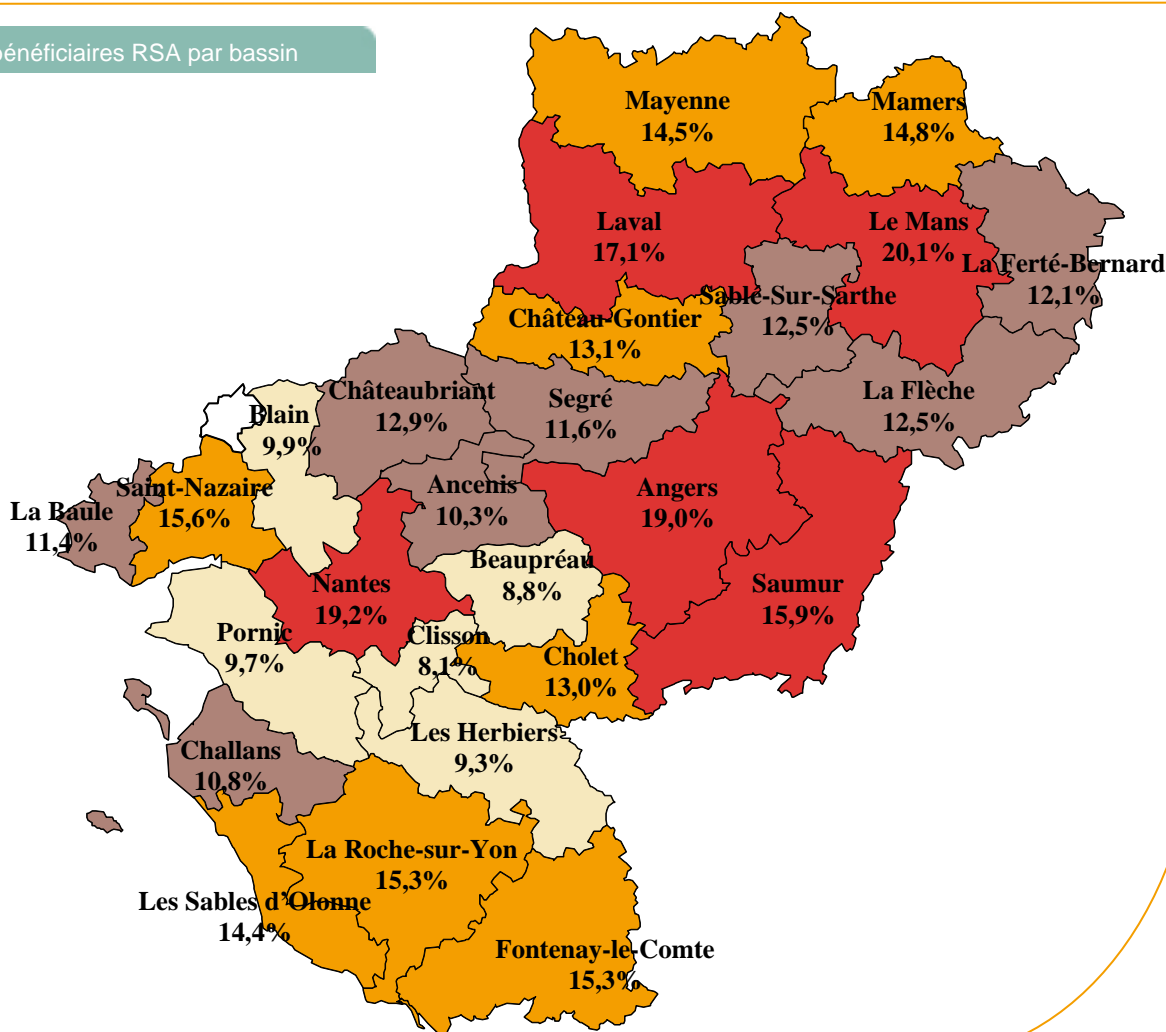 bénéficiaires RSA par bassin
Mayenne
14,5%
Mamers
14,8%
Laval
17,1%
Le Mans
20,1%
La Ferté-Bernard
12,1%
Sablé-Sur-Sarthe
12,5%
Château-Gontier
13,1%
Châteaubriant
12,9%
Segré
11,6%
La Flèche
12,5%
Blain
9,9%
Saint-Nazaire
15,6%
La Baule
11,4%
Ancenis
10,3%
Angers
19,0%
Beaupréau
8,8%
Saumur
15,9%
Nantes
19,2%
Pornic
9,7%
Clisson
8,1%
Cholet
13,0%
Les Herbiers
9,3%
Challans
10,8%
La Roche-sur-Yon
15,3%
Les Sables d’Olonne
14,4%
Fontenay-le-Comte
15,3%